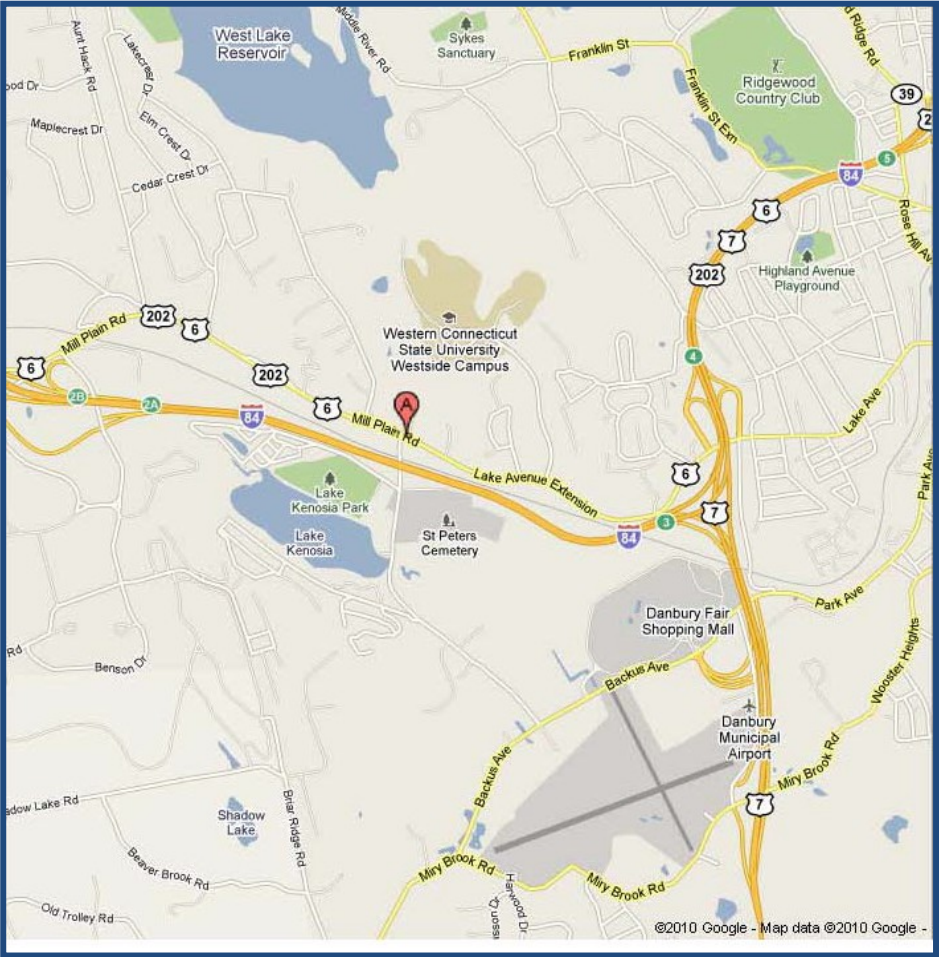 West Lake
Reservoir
Middle River Rd
Sykes
Sanctuary
Franklin St
Aunt Hack Rd
Lakecrest Dr
Ridgewood
Country Club
39
2
Franklin St Exn
Maplecrest Dr
Elm Crest Dr
Cedar Crest Dr
5
84
6
7
202
Rose Hill Av
Highland Avenue
Playground
Western Connecticut
State University
Westside Campus
Mill Plain Rd
202
6
6
202
6
2B
2A
84
A
Mill Plain Rd
4
Lake Ave
Park Ave
Lake Avenue Extension
6
7
3
84
Lake
Kenosia Park
Lake
Kenosia
St Peters
Cemetery
Danbury Fair
Shopping Mall
Park Ave
Wooster Heights
Rd
Benson Dr
Backus Ave
Danbury
Municipal
Airport
Backus Ave
Miry Brook Rd
7
adow Lake Rd
Shadow
Lake
Briar Ridge Rd
Beaver Brook Rd
Miry Brook Rd
Miry Brook Rd
Harwood Dr
Old Trolley Rd
©2010 Google - Map data ©2010 Google -